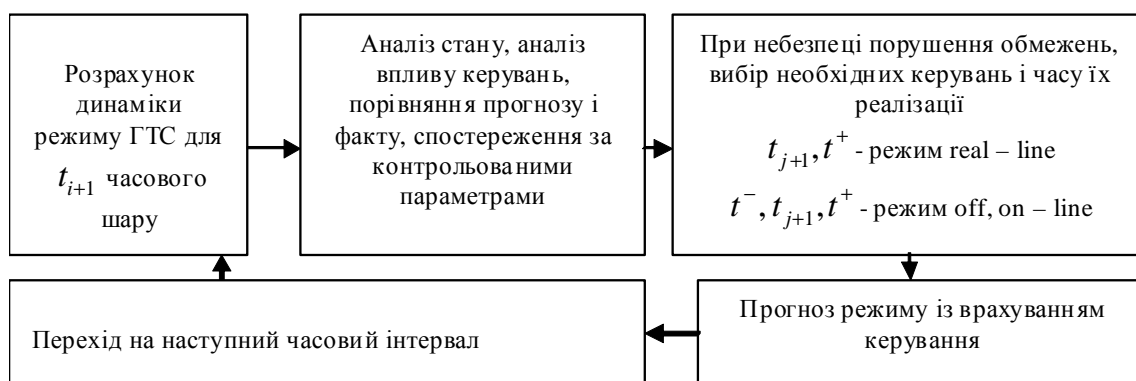 Розрахунок
динаміки
режиму ГТС для
t_{i+1} часового
шару
Аналіз стану, аналіз
впливу керувань,
порівняння прогнозу і
факту, спостереження за
контрольованими
параметрами
При небезпеці порушення обмежень,
вибір необхідних керувань і часу їх
реалізації
t_{j+1}, t^+ - режим real – line
t^-, t_{j+1}, t^+ - режим off, on – line
Прогноз режиму із врахуванням
керування
Перехід на наступний часовий інтервал